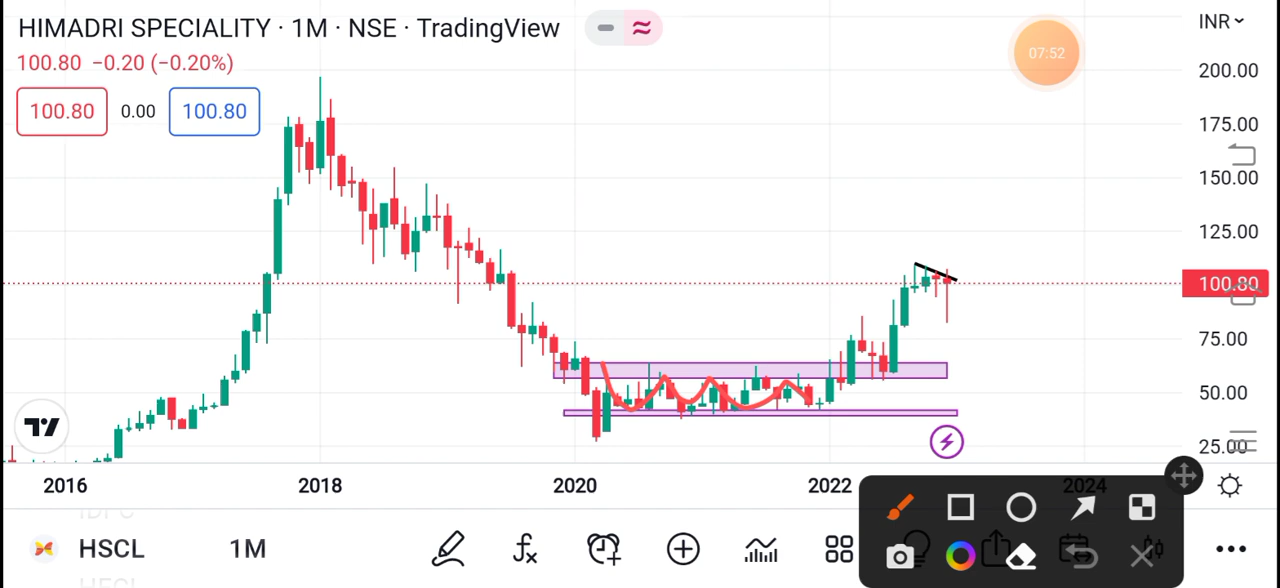 HIMADRI SPECIALITY · 1M · NSE · TradingView
INR
07:52
100.80 −0.20 (−0.20%)
100.80 0.00 100.80
200.00
175.00
150.00
125.00
100.80
75.00
50.00
25.00
2016 2018 2020 2022 2024
HSCL 1M